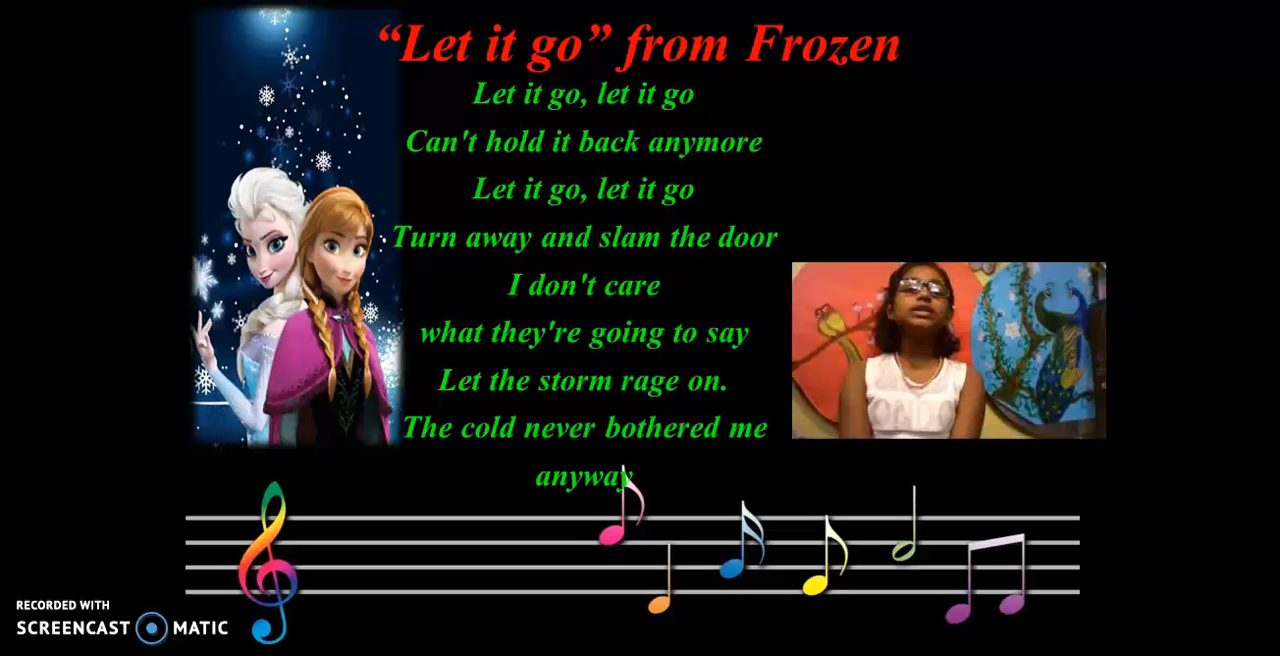 “Let it go” from Frozen
Let it go, let it go
Can't hold it back anymore
Let it go, let it go
Turn away and slam the door
I don't care
what they're going to say
Let the storm rage on.
The cold never bothered me
anyway
RECORDED WITH
SCREENCAST MATIC